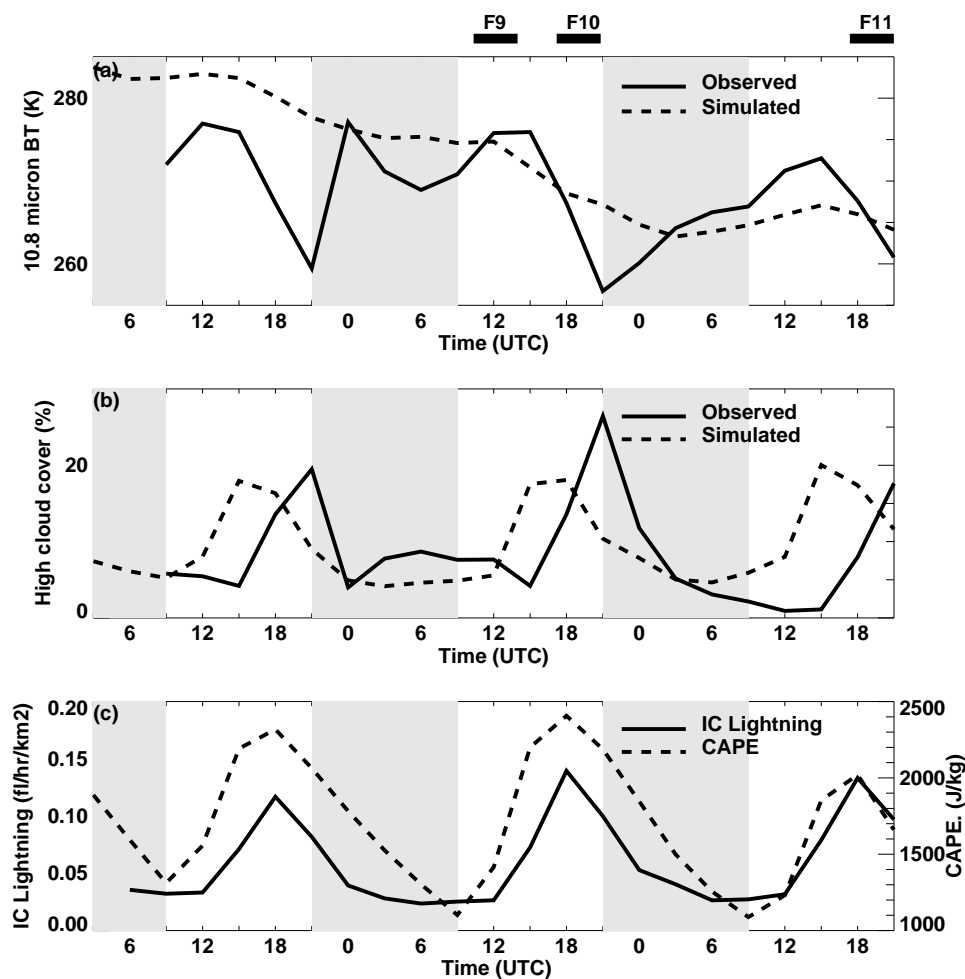 F9 F10 F11
(a)
Observed
Simulated
280
260
10.8 micron BT (K)
6 12 18 0 6 12 18 0 6 12 18
Time (UTC)
(b)
Observed
Simulated
20
0
High cloud cover (%)
6 12 18 0 6 12 18 0 6 12 18
Time (UTC)
(c)
IC Lightning
CAPE
0.20
0.15
0.10
0.05
0.00
IC Lightning (fl/hr/km2)
2500
2000
1500
1000
CAPE. (J/kg)
6 12 18 0 6 12 18 0 6 12 18
Time (UTC)